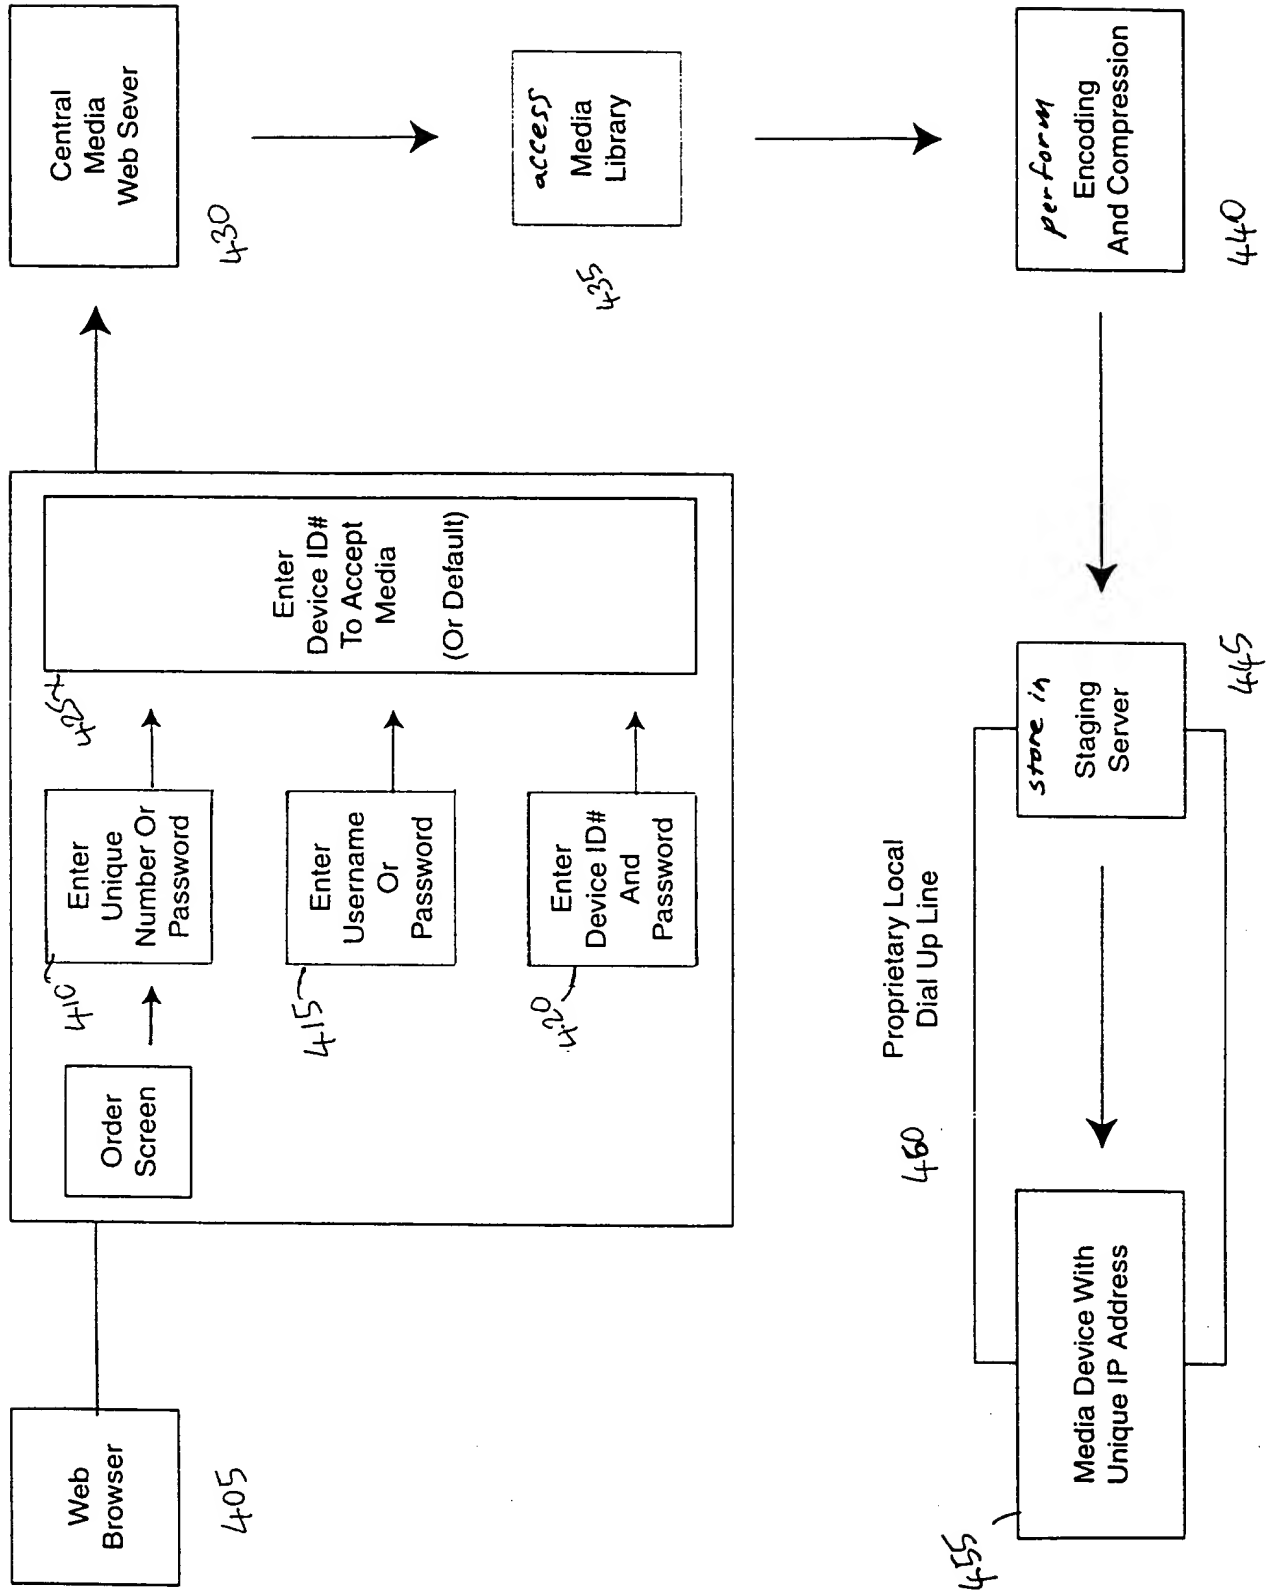 Web
Browser
405
Order
Screen
410
Enter
Unique
Number Or
Password
415
Enter
Username
Or
Password
420
Enter
Device ID#
And
Password
425
Enter
Device ID#
To Accept
Media
(Or Default)
Central
Media
Web Sever
430
access
Media
Library
435
perform
Encoding
And Compression
440
store in
Staging
Server
445
Proprietary Local
Dial Up Line
460
Media Device With
Unique IP Address
455